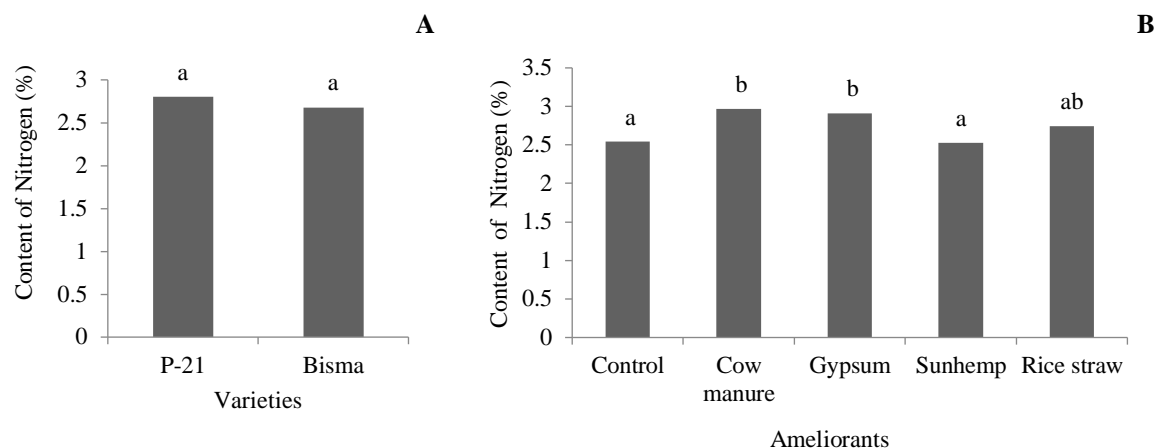 A
Content of Nitrogen (%)
3
2.5
2
1.5
1
0.5
0
a
a
P-21
Bisma
Varieties
B
Content of Nitrogen (%)
3.5
3
2.5
2
1.5
1
0.5
0
a
b
b
a
ab
Control
Cow
manure
Gypsum
Sunhemp
Rice straw
Ameliorants